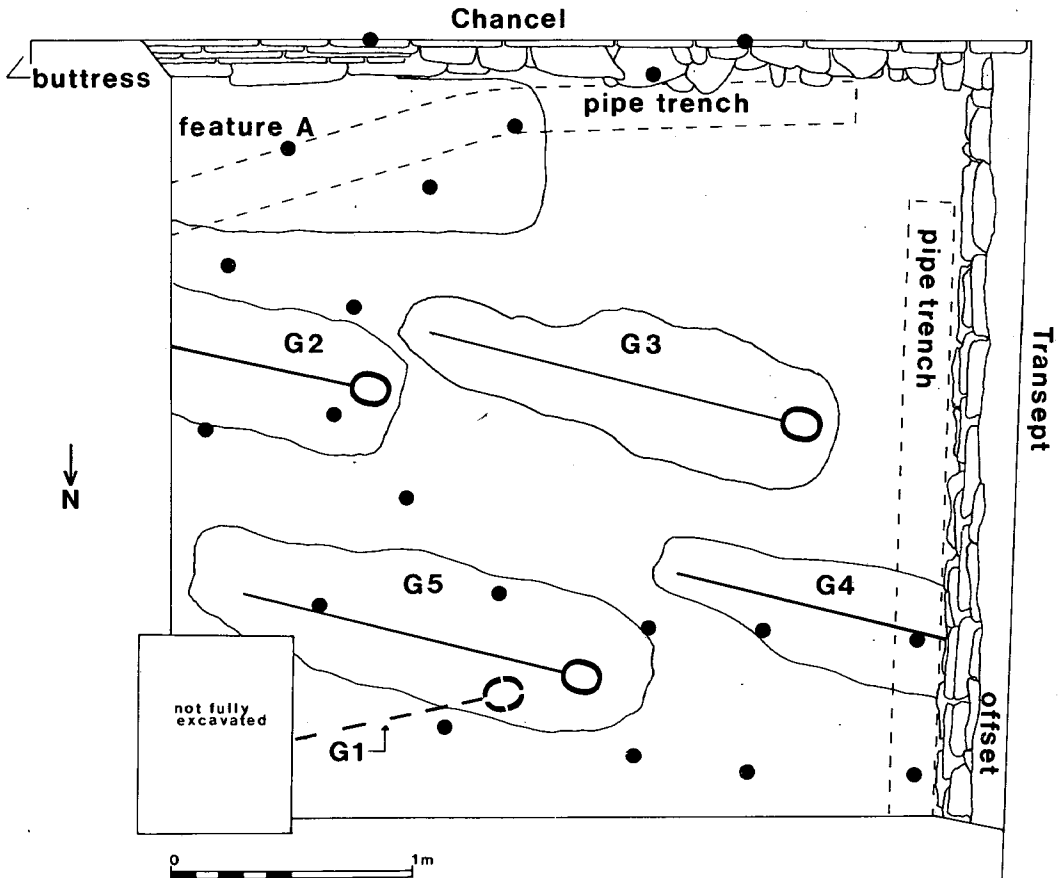 Chancel
buttress
pipe trench
feature A
pipe trench
G2
G3
Transept
N
G5
G4
not fully
excavated
G1
offset
0 1m